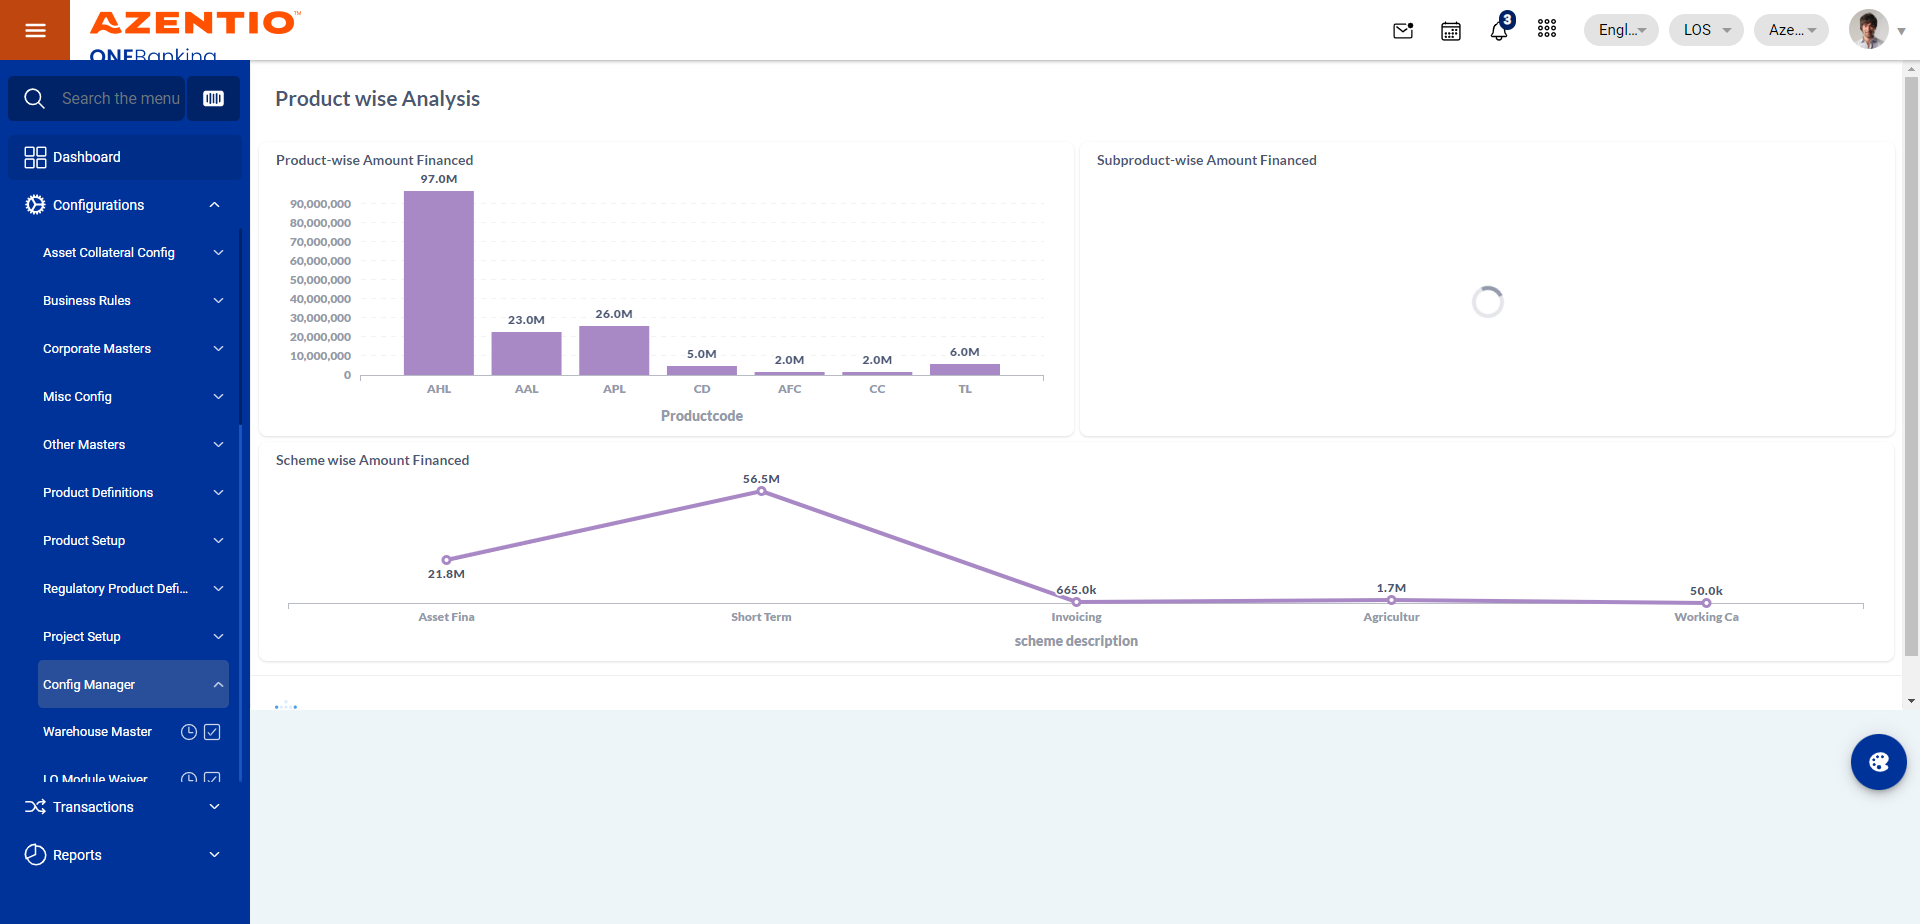 AZENTIO™
ONEBanking
3
Engl...
LOS
Aze...
Search the menu
Dashboard
Configurations
Asset Collateral Config
Business Rules
Corporate Masters
Misc Config
Other Masters
Product Definitions
Product Setup
Regulatory Product Defi...
Project Setup
Config Manager
Warehouse Master
LO Module Waiver
Transactions
Reports
Product wise Analysis
Product-wise Amount Financed
97.0M
90,000,000
80,000,000
70,000,000
60,000,000
50,000,000
40,000,000
30,000,000
20,000,000
10,000,000
0
23.0M
26.0M
5.0M
2.0M
2.0M
6.0M
AHL
AAL
APL
CD
AFC
CC
TL
Productcode
Subproduct-wise Amount Financed
Scheme wise Amount Financed
56.5M
21.8M
665.0k
1.7M
50.0k
Asset Fina
Short Term
Invoicing
Agricultur
Working Ca
scheme description